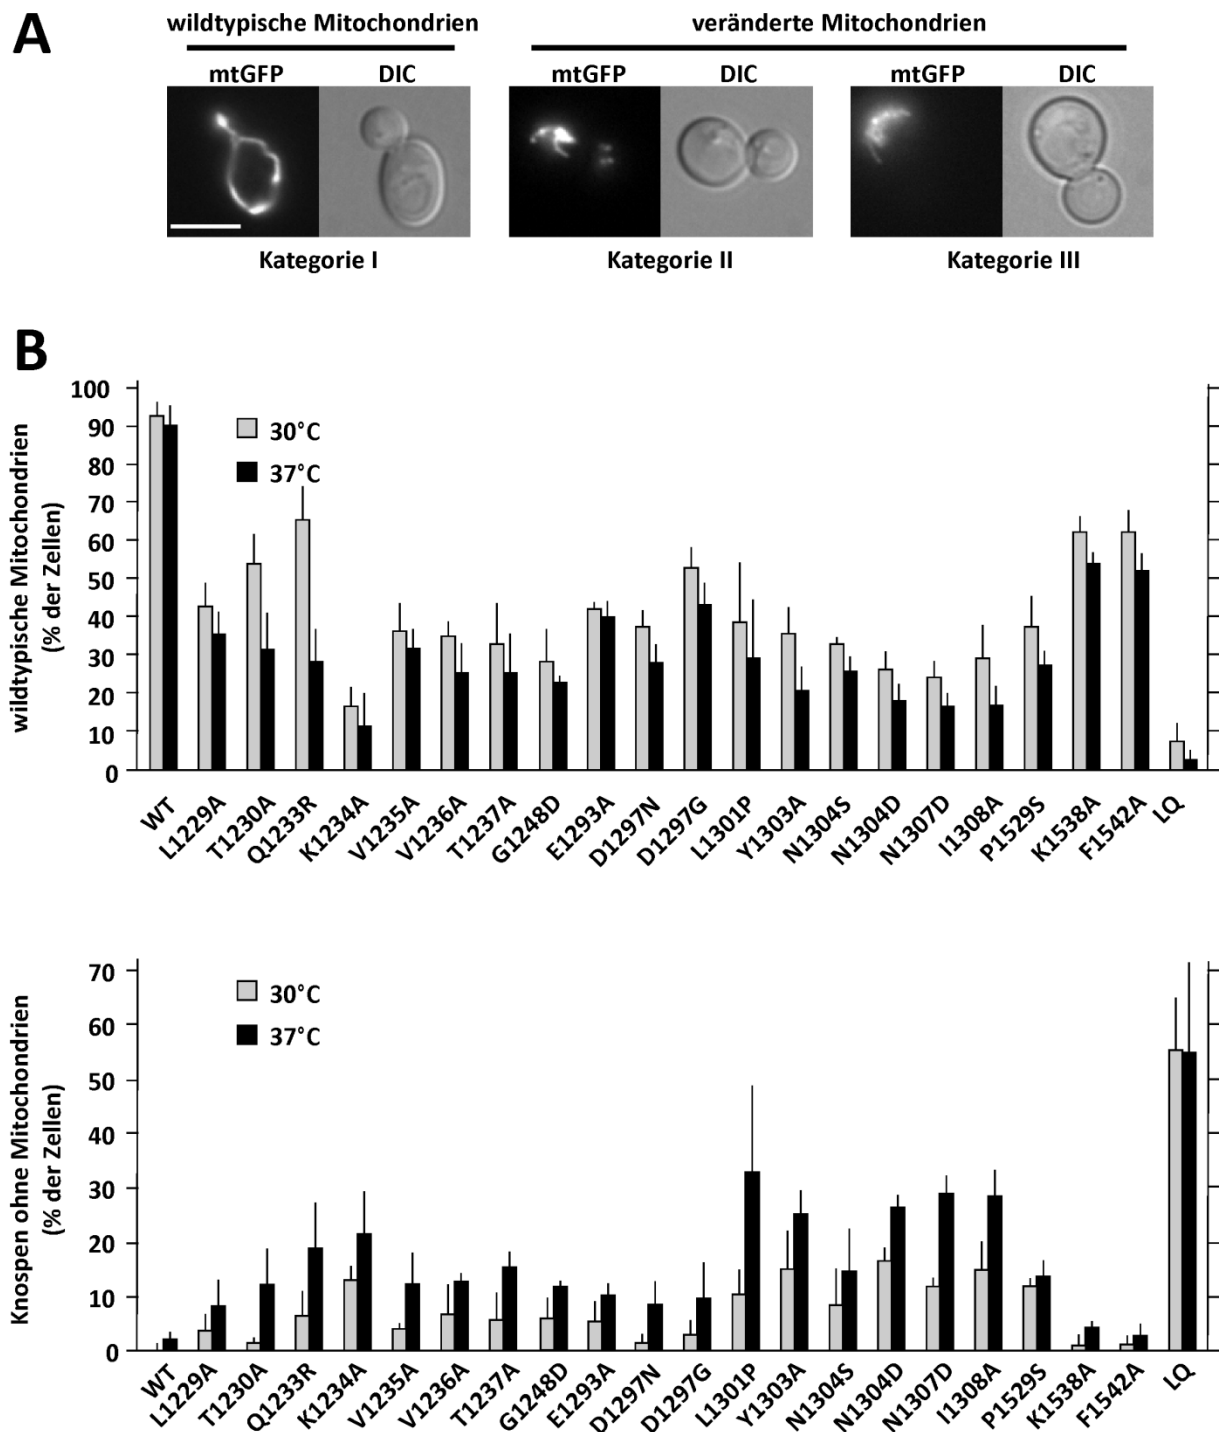 A
wildtypische Mitochondrien
veränderte Mitochondrien
mtGFP DIC mtGFP DIC mtGFP DIC
Kategorie I Kategorie II Kategorie III
B
wildtypische Mitochondrien
(% der Zellen)
100
90
80
70
60
50
40
30
20
10
0
30°C
37°C
WT L1229A T1230A Q1233R K1234A V1235A V1236A T1237A G1248D E1293A D1297N D1297G L1301P Y1303A N1304S N1304D N1307D I1308A P1529S K1538A F1542A LQ
Knospen ohne Mitochondrien
(% der Zellen)
70
60
50
40
30
20
10
0
30°C
37°C
WT L1229A T1230A Q1233R K1234A V1235A V1236A T1237A G1248D E1293A D1297N D1297G L1301P Y1303A N1304S N1304D N1307D I1308A P1529S K1538A F1542A LQ